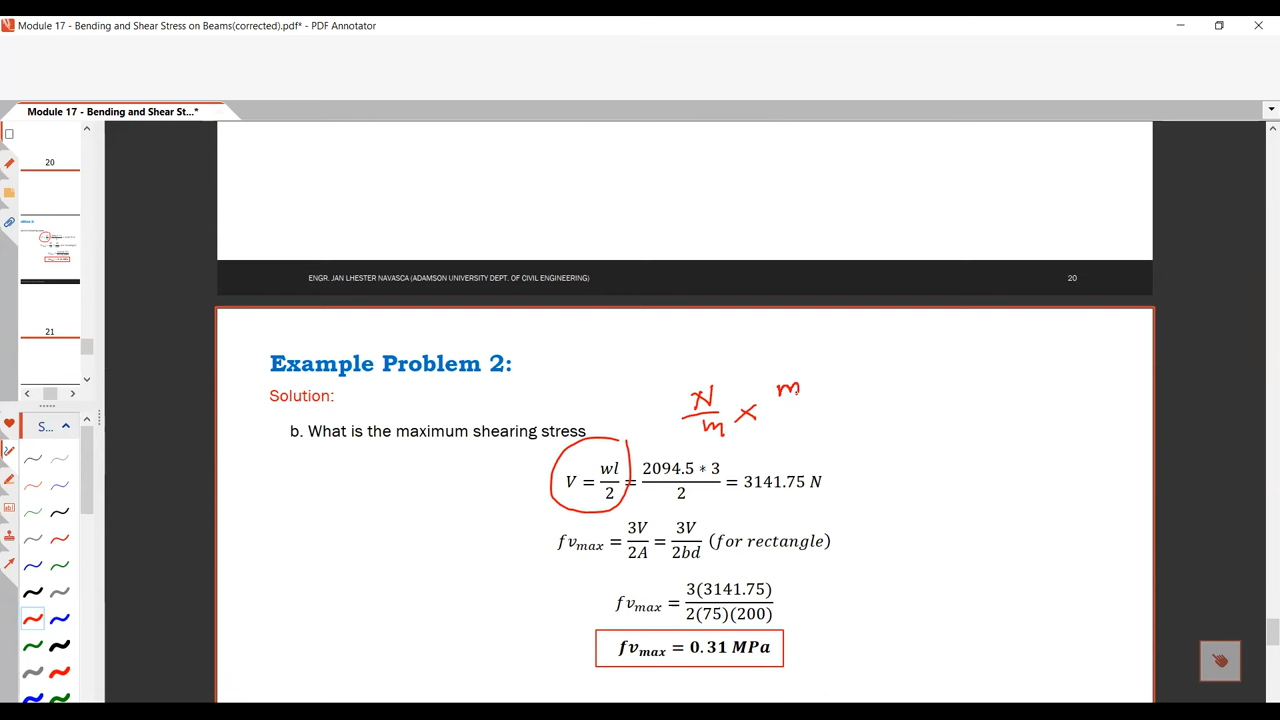 Module 17 - Bending and Shear Stress on Beams(corrected).pdf* - PDF Annotator
Module 17 - Bending and Shear St...*
20
21
S...
ENGR. JAN LHESTER NAVASCA (ADAMSON UNIVERSITY DEPT. OF CIVIL ENGINEERING)
20
Example Problem 2:
Solution:
N/m × m
b. What is the maximum shearing stress
V = wl/2 = 2094.5 ∗ 3/2 = 3141.75 N
fv_max = 3V/2A = 3V/2bd (for rectangle)
fv_max = 3(3141.75)/2(75)(200)
fv_max = 0.31 MPa